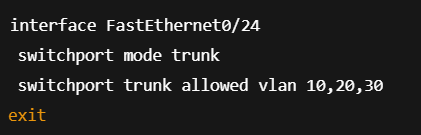 interface FastEthernet0/24
switchport mode trunk
switchport trunk allowed vlan 10,20,30
exit